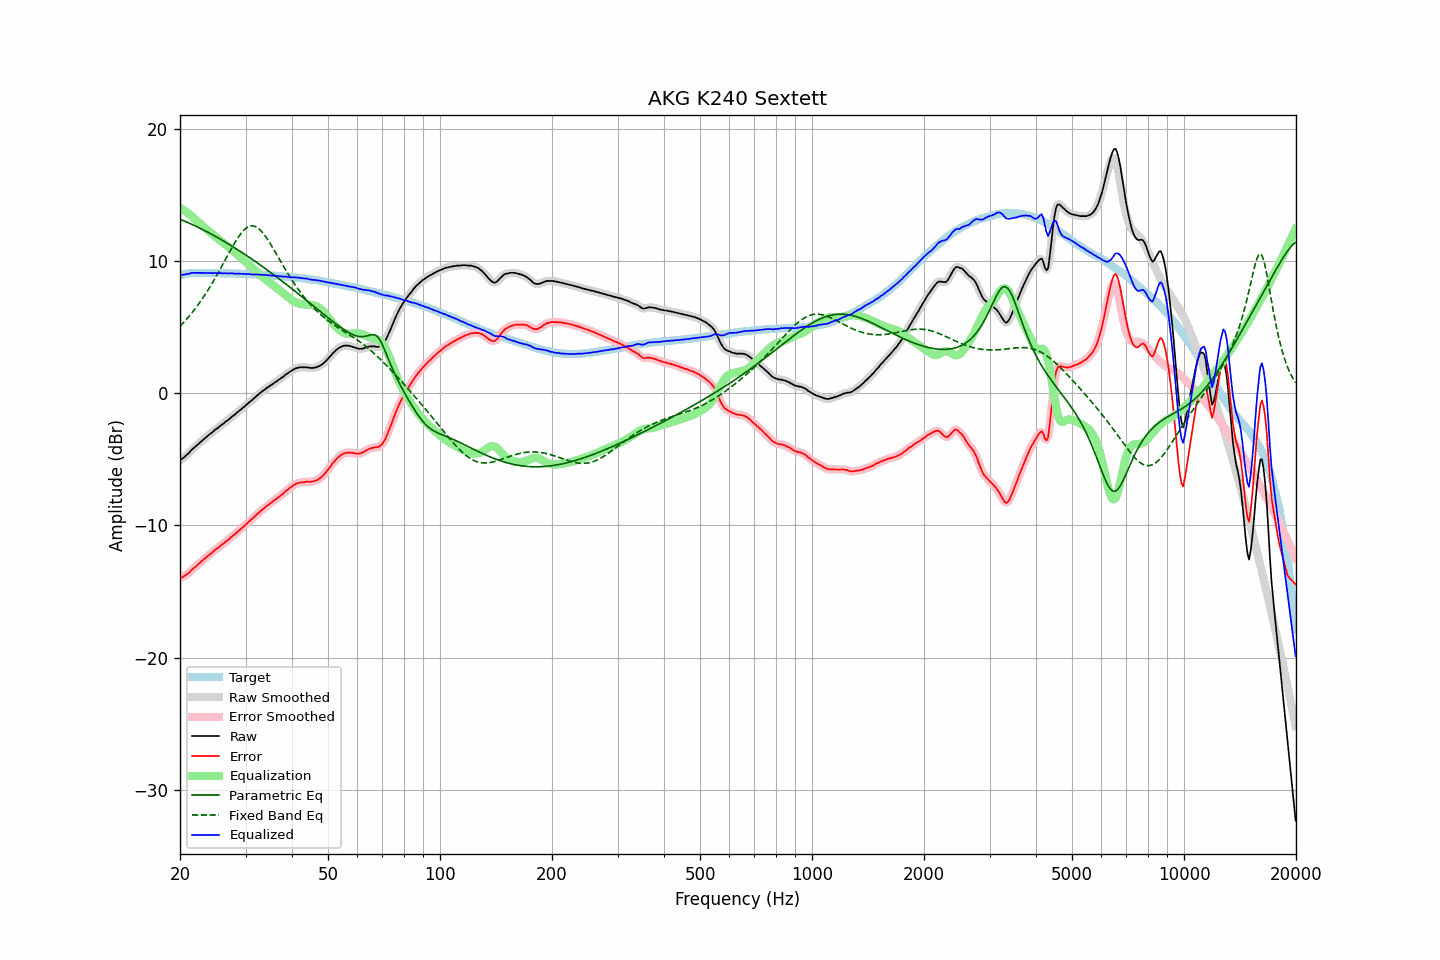 AKG K240 Sextett
20
10
0
−10
−20
−30
Amplitude (dBr)
Target
Raw Smoothed
Error Smoothed
Raw
Error
Equalization
Parametric Eq
Fixed Band Eq
Equalized
20 50 100 200 500 1000 2000 5000 10000 20000
Frequency (Hz)